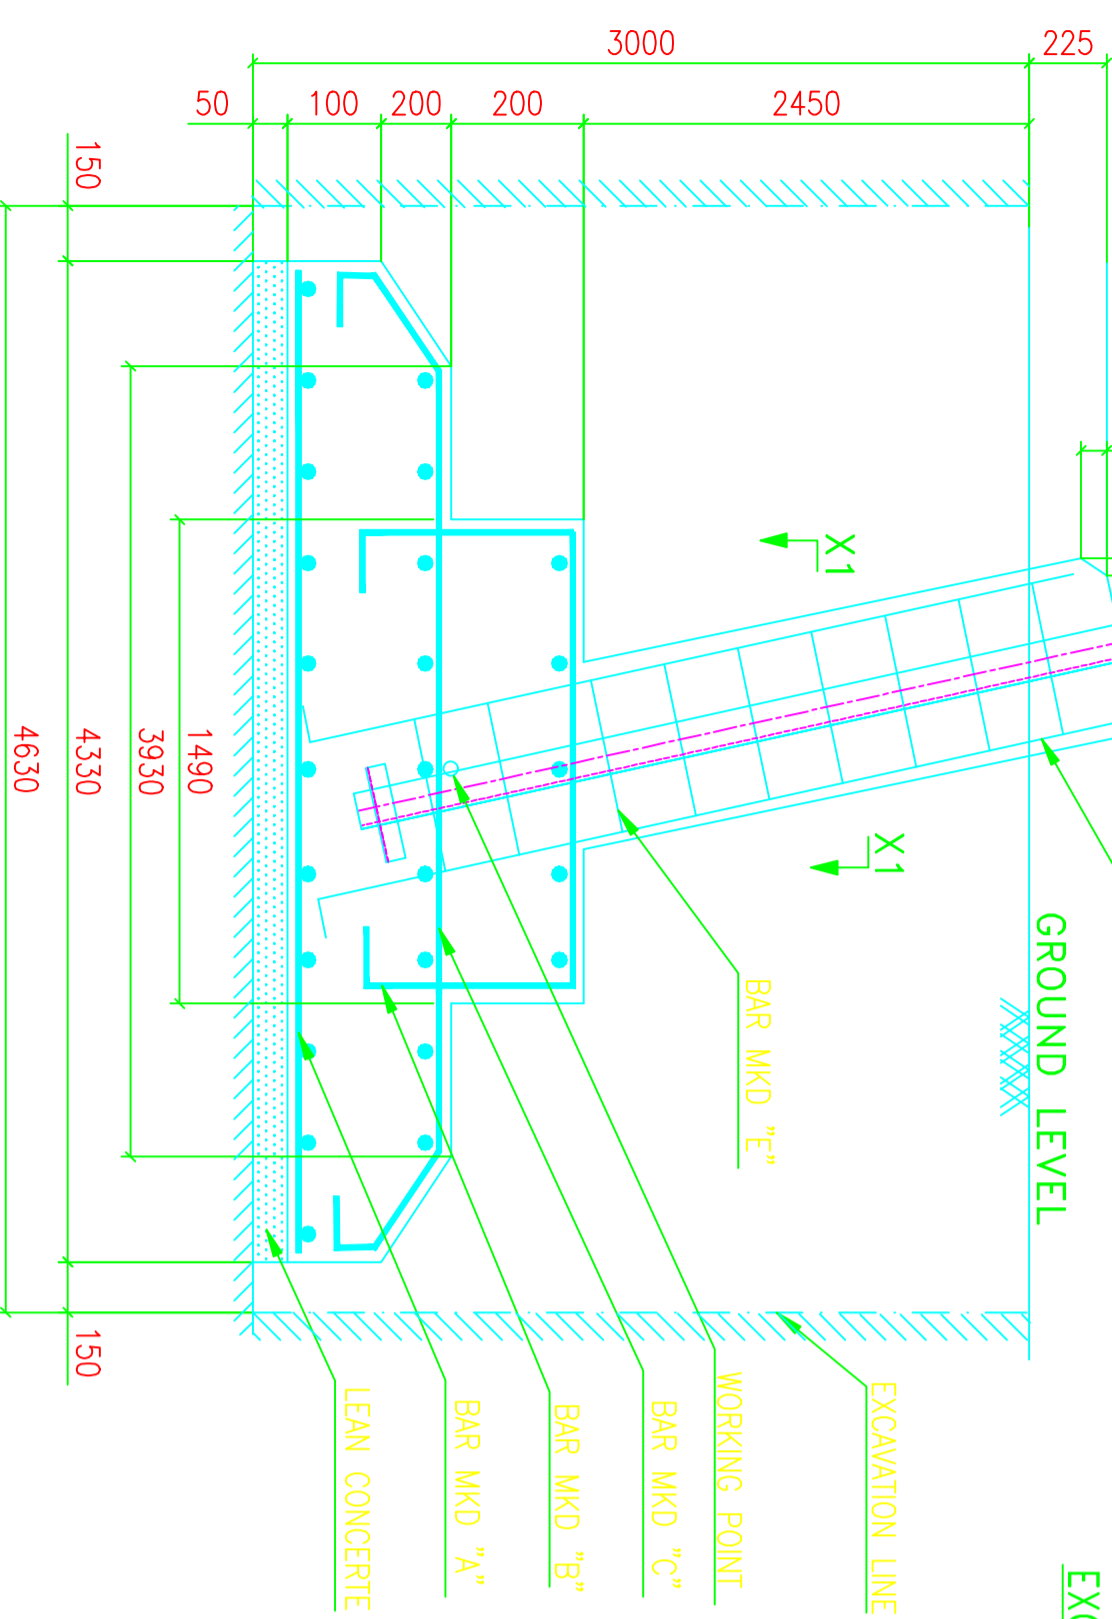 3000
225
50
100
200
200
2450
150
X1
X1
1490
3930
4330
4630
GROUND LEVEL
BAR MKD "E"
150
EXCAVATION LINE
WORKING POINT
BAR MKD "C"
BAR MKD "B"
BAR MKD "A"
LEAN CONCERTE